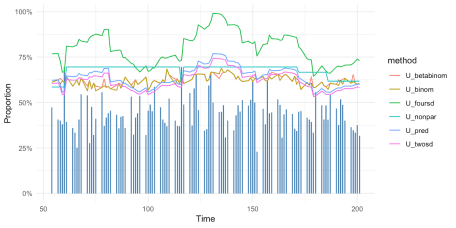 100%
75%
50%
25%
0%
Proportion
50
100
150
200
Time
method
U_betabinom
U_binom
U_foursd
U_nonpar
U_pred
U_twosd